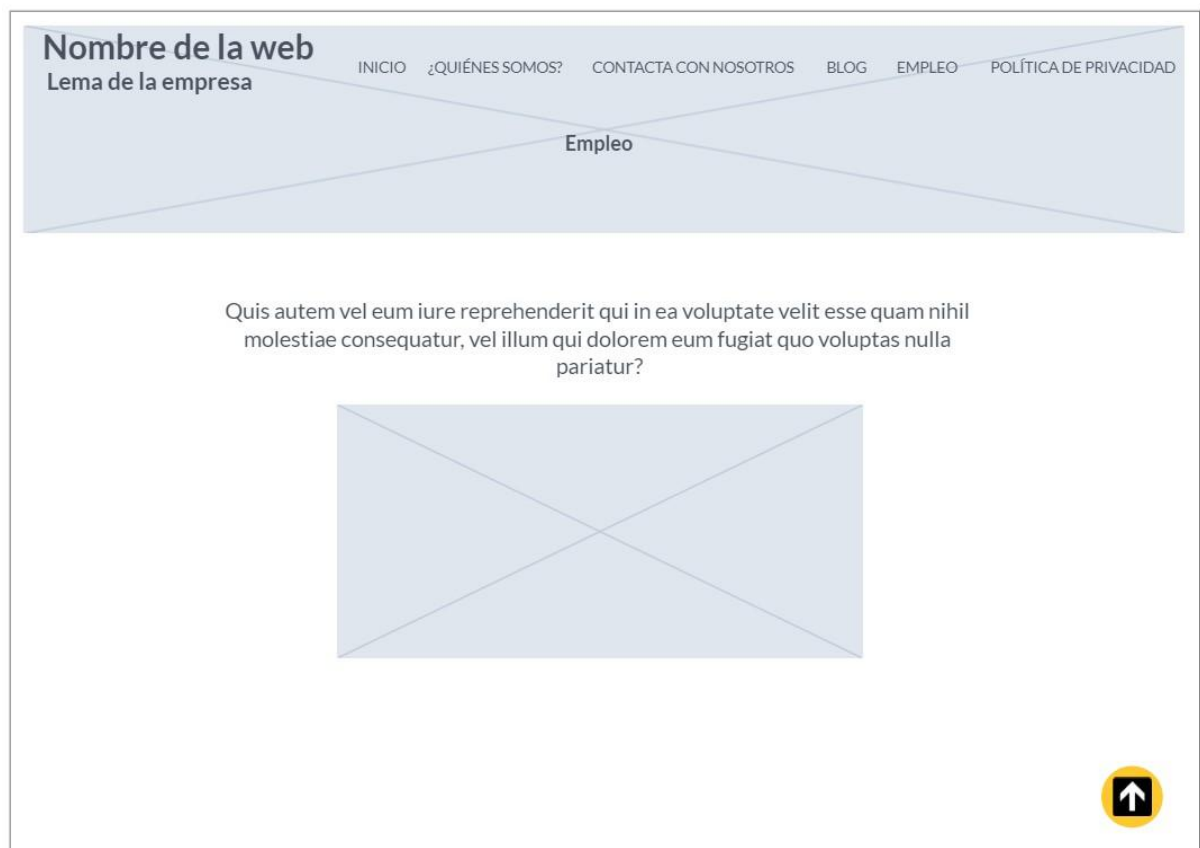 Nombre de la web
Lema de la empresa
INICIO ¿QUIÉNES SOMOS? CONTACTA CON NOSOTROS BLOG EMPLEO POLÍTICA DE PRIVACIDAD
Empleo
Quis autem vel eum iure reprehenderit qui in ea voluptate velit esse quam nihil
molestiae consequatur, vel illum qui dolorem eum fugiat quo voluptas nulla
pariatur?